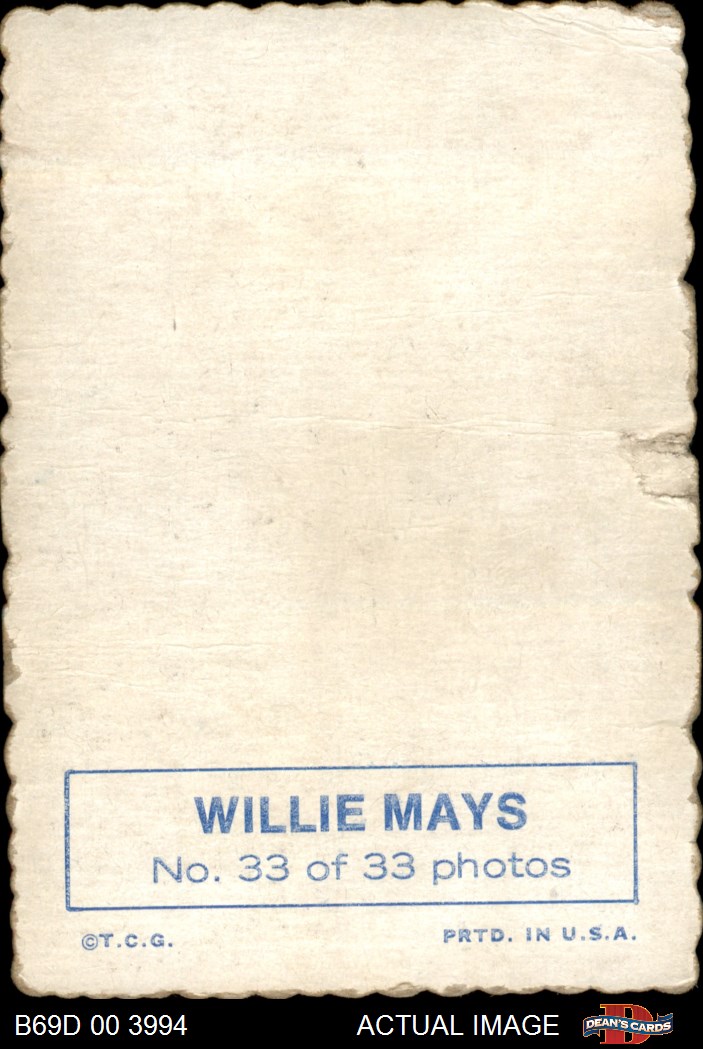 WILLIE MAYS
No. 33 of 33 photos
©T.C.G.
PRTD. IN U.S.A.
B69D 00 3994
ACTUAL IMAGE
D
DEAN'S CARDS